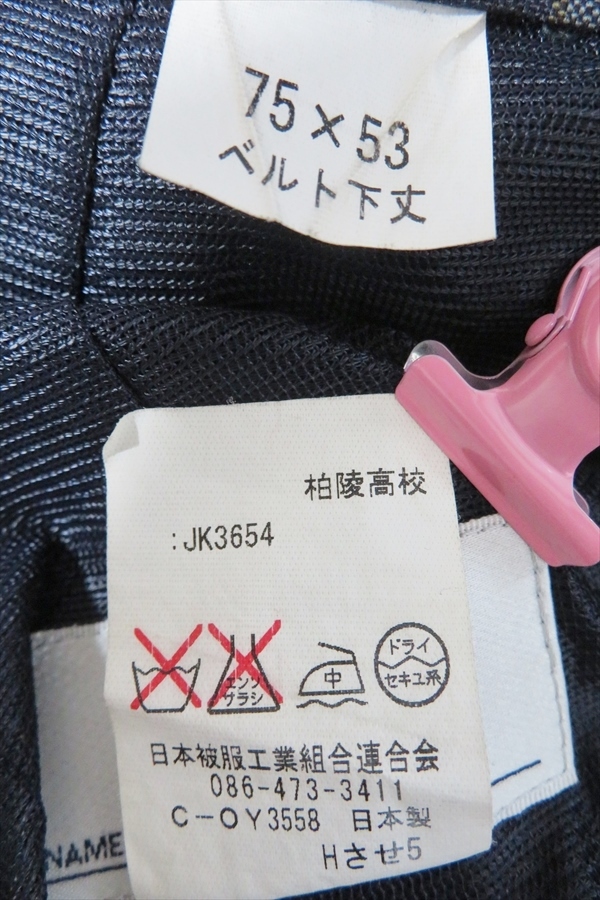 75×53
ベルト下丈
柏陵高校
:JK3654
エンソ
サラシ
中
ドライ
セキユ系
日本被服工業組合連合会
086-473-3411
C-OY3558 日本製
Hさせ5
NAME